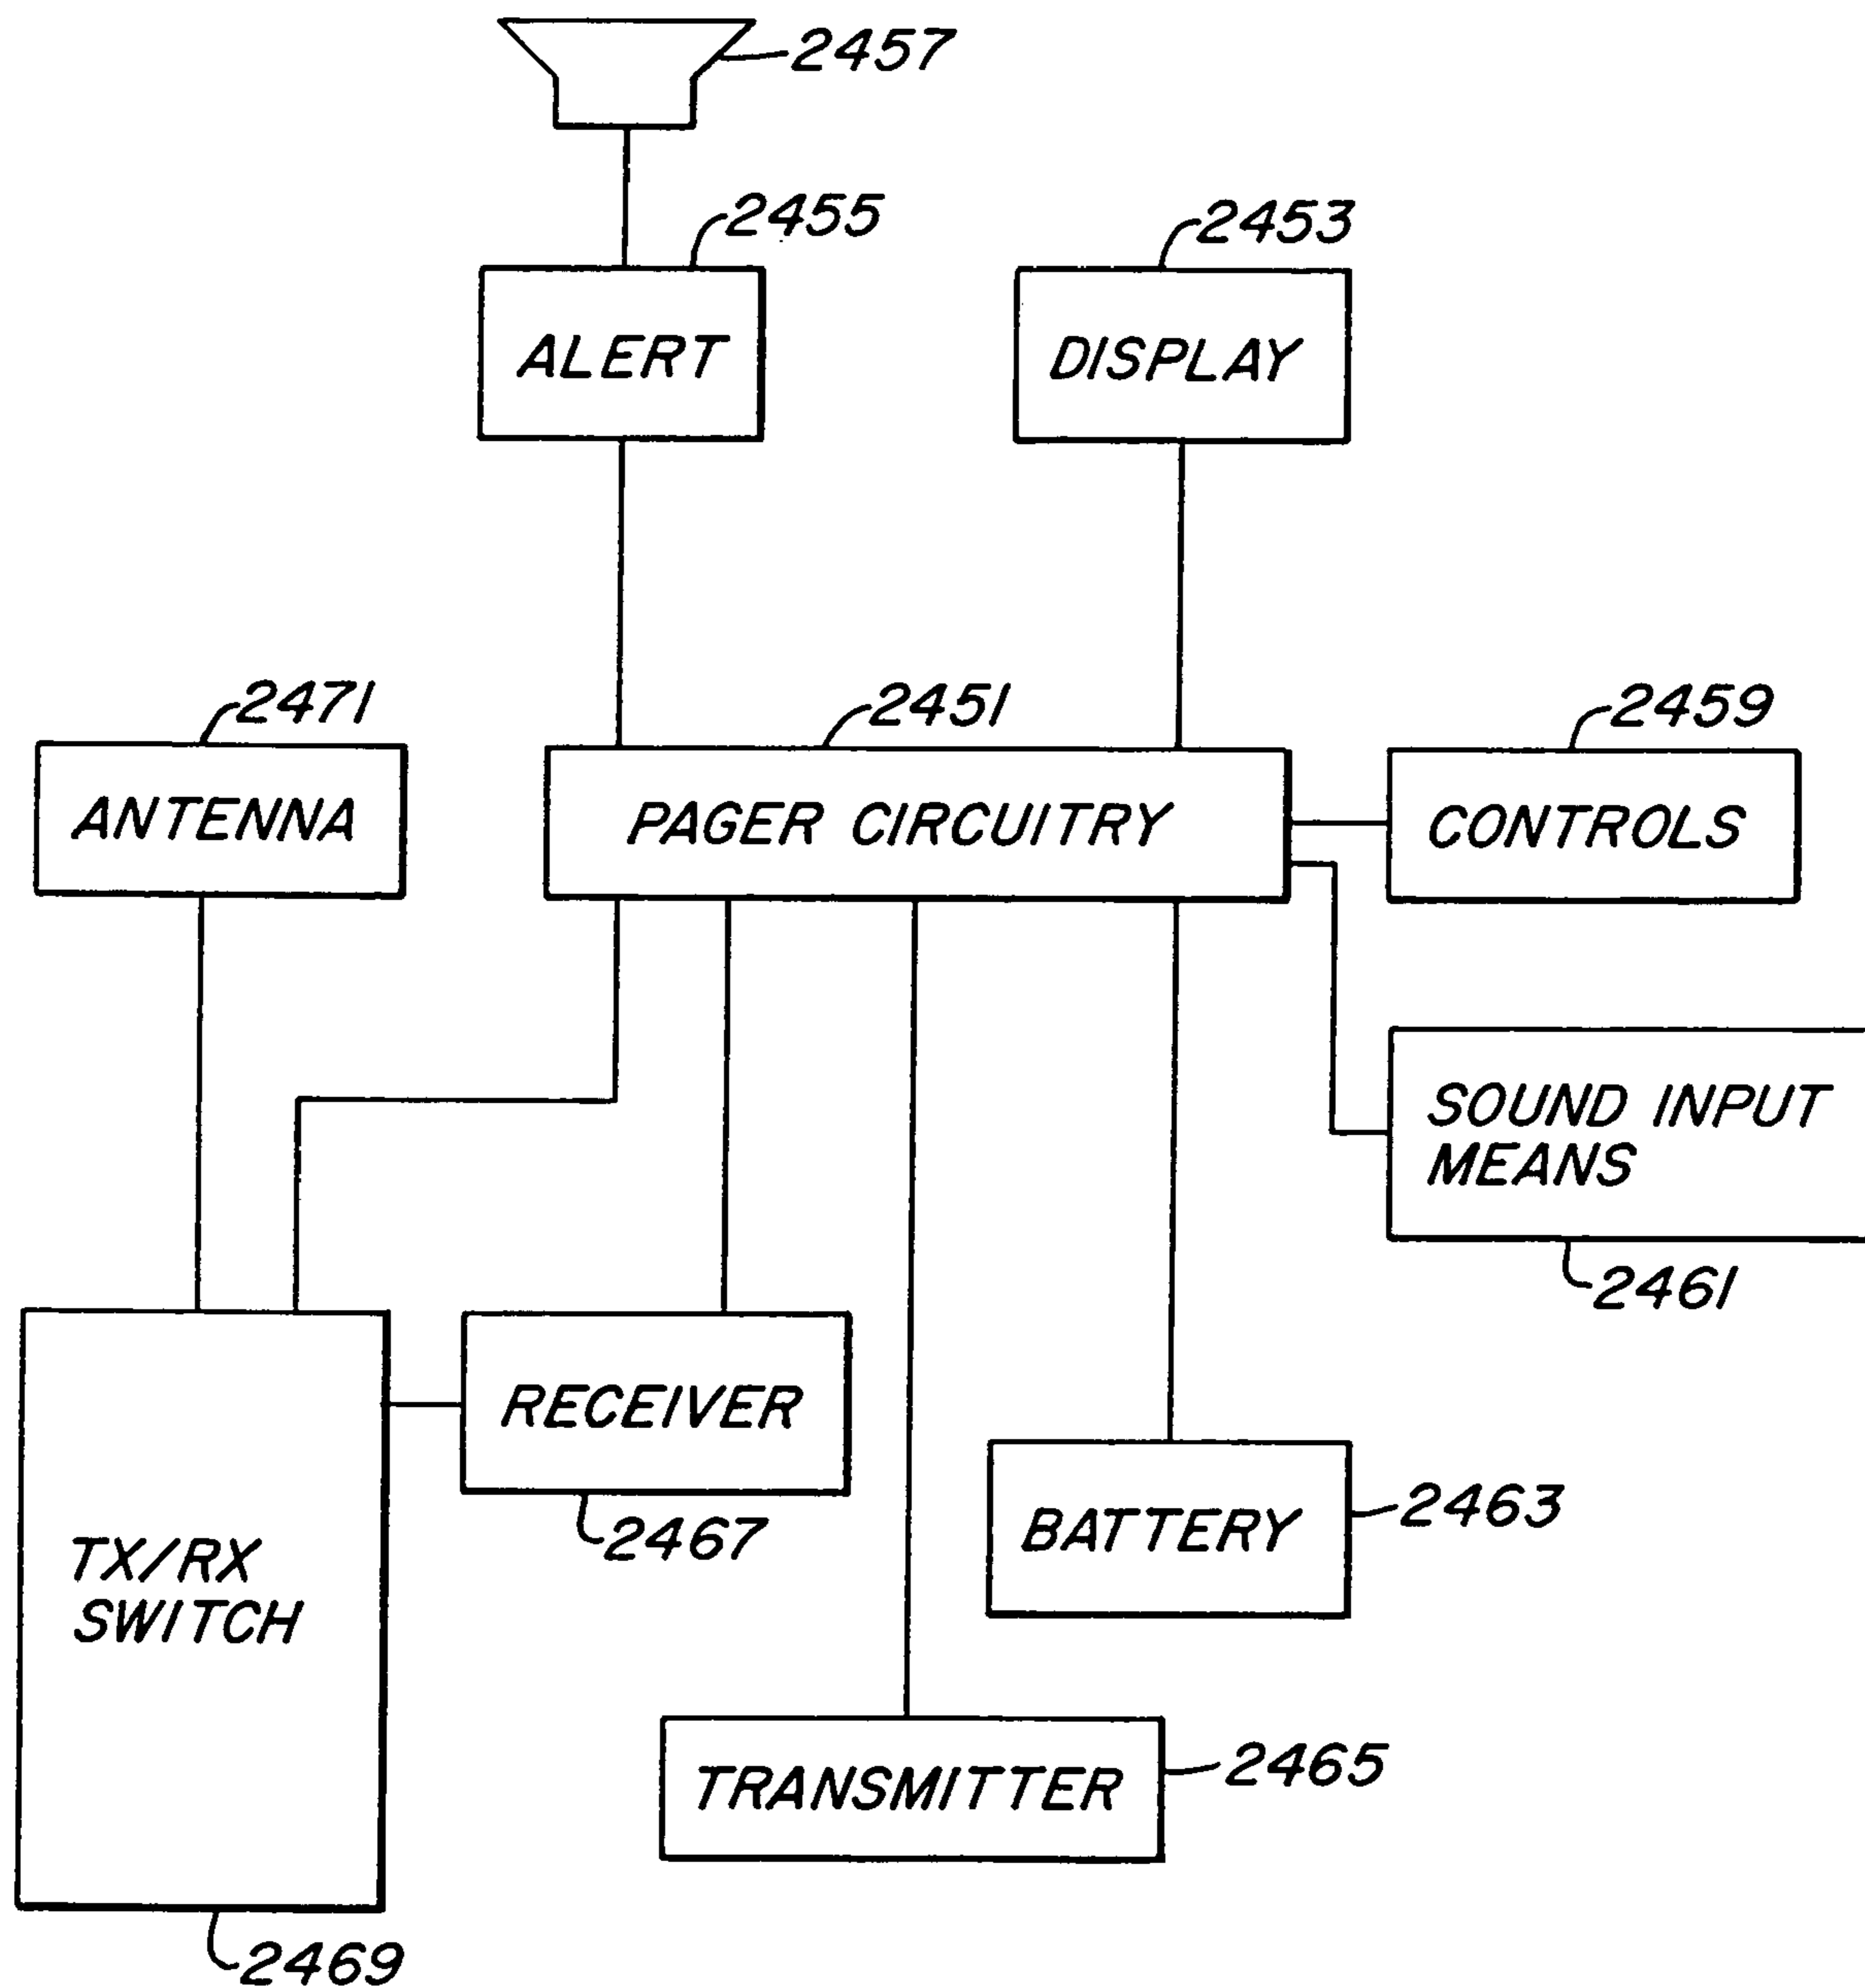 2457
2455
2453
ALERT
DISPLAY
2471
2451
2459
ANTENNA
PAGER CIRCUITRY
CONTROLS
SOUND INPUT
MEANS
2461
RECEIVER
2467
BATTERY
2463
TX/RX
SWITCH
TRANSMITTER
2465
2469